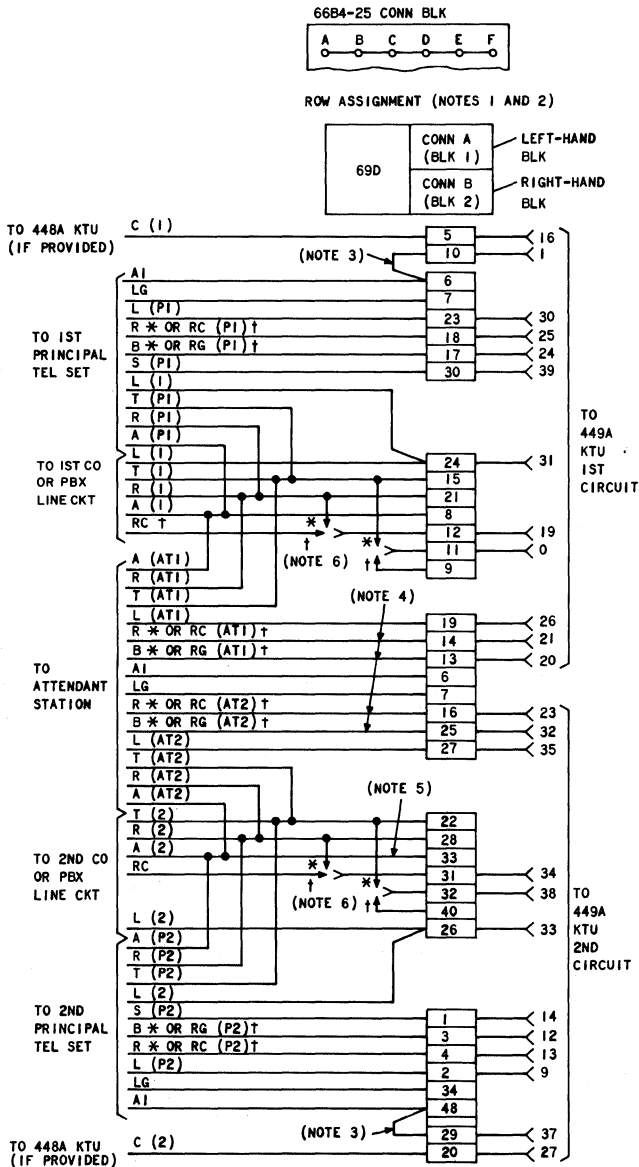 66B4-25 CONN BLK
A B C D E F
ROW ASSIGNMENT (NOTES 1 AND 2)
69D
CONN A
(BLK 1)
LEFT-HAND
BLK
CONN B
(BLK 2)
RIGHT-HAND
BLK
TO 448A KTU
(IF PROVIDED)
C (1) 5 16
(NOTE 3) 10 1
TO 1ST
PRINCIPAL
TEL SET
A1 6
LG 7
L (P1) 23 30
R * OR RC (P1) † 18 25
B * OR RG (P1) † 17 24
S (P1) 30 39
L (1)
T (P1)
R (P1)
A (P1)
TO 1ST CO
OR PBX
LINE CKT
L (1) 24 31
T (1) 15
R (1) 21
A (1) 8
RC † * † (NOTE 6) 12 19
* † 11 0
9
TO
449A
KTU
1ST
CIRCUIT
TO
ATTENDANT
STATION
A (AT1)
R (AT1)
T (AT1)
(NOTE 4)
L (AT1) 19 26
R * OR RC (AT1) † 14 21
B * OR RG (AT1) † 13 20
A1 6
LG 7
R * OR RC (AT2) † 16 23
B * OR RG (AT2) † 25 32
L (AT2) 27 35
T (AT2)
R (AT2)
A (AT2)
(NOTE 5)
TO 2ND CO
OR PBX
LINE CKT
T (2) 22
R (2) 28
A (2) 33
RC * † (NOTE 6) 31 34
* † 32 38
40
L (2) 26 33
TO
449A
KTU
2ND
CIRCUIT
TO 2ND
PRINCIPAL
TEL SET
A (P2)
R (P2)
T (P2)
L (2)
S (P2) 1 14
B * OR RG (P2) † 3 12
R * OR RC (P2) † 4 13
L (P2) 2 9
LG 34
A1 48
(NOTE 3) 29 37
TO 448A KTU
(IF PROVIDED)
C (2) 20 27